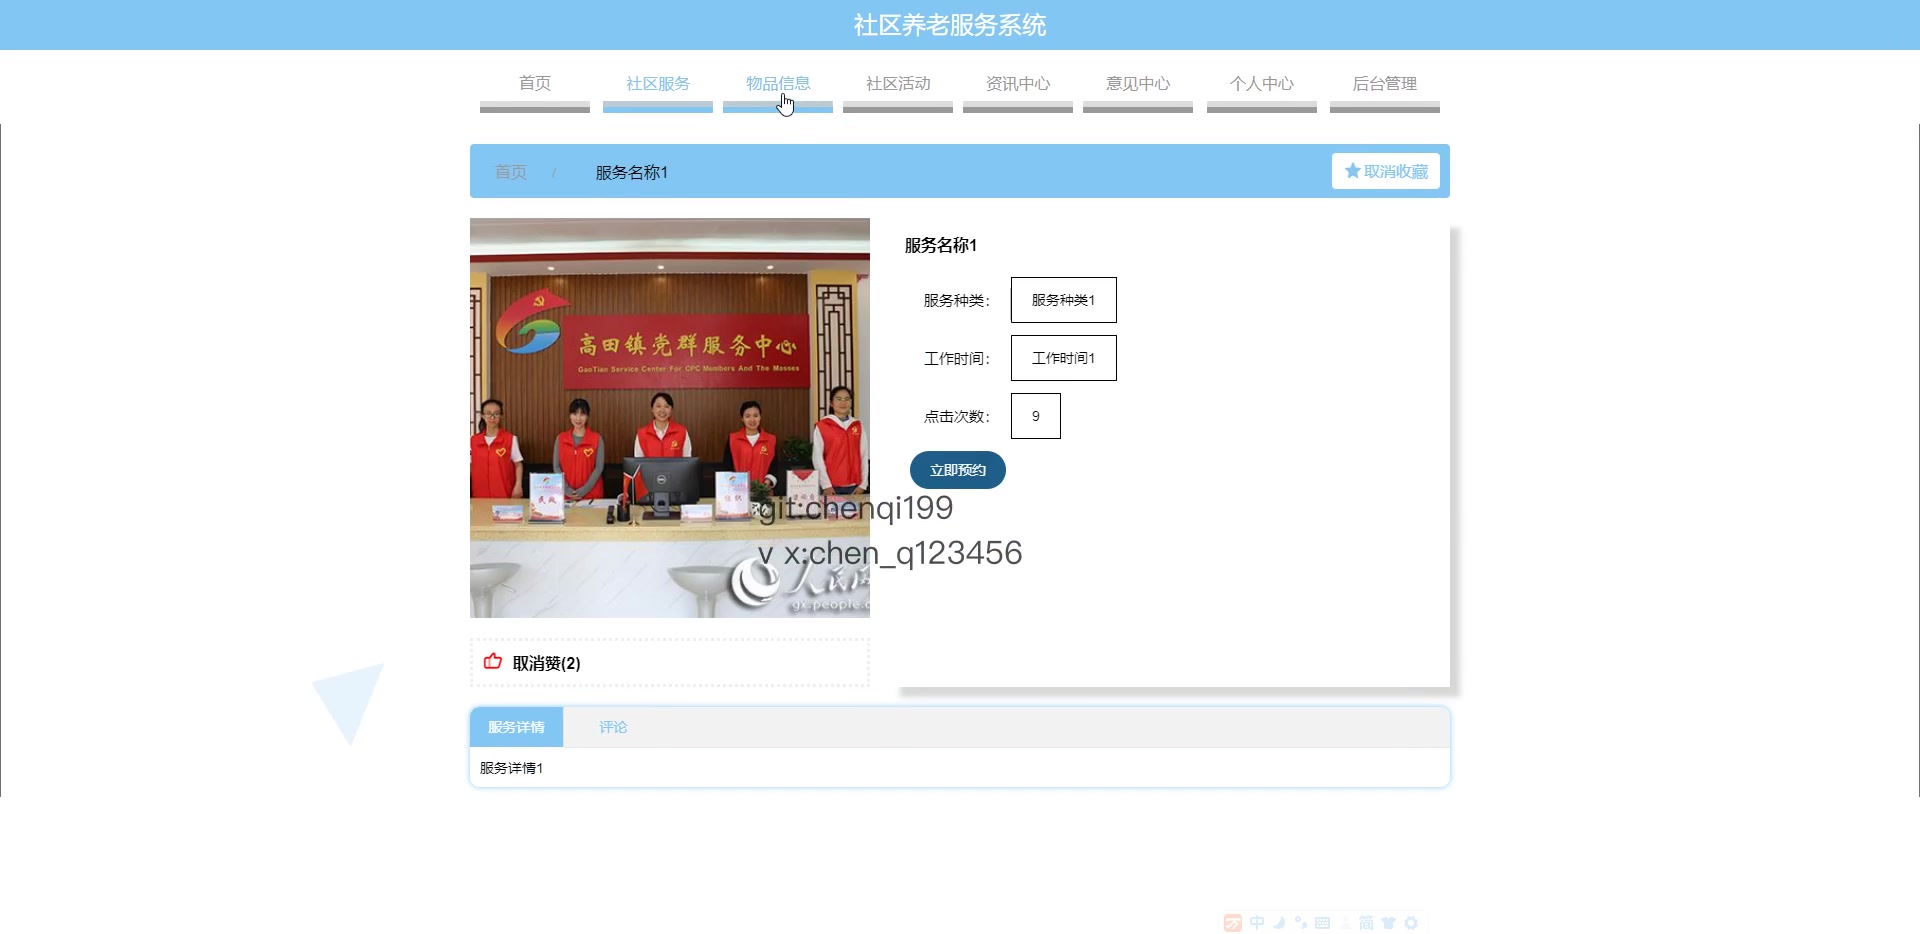 社区养老服务系统
首页 社区服务 物品信息 社区活动 资讯中心 意见中心 个人中心 后台管理
首页 / 服务名称1
取消收藏
高田镇党群服务中心
GaoTian Service Center For CPC Members And The Masses
民政
服务名称1
服务种类： 服务种类1
工作时间： 工作时间1
点击次数： 9
立即预约
git:chenqi199
v x:chen_q123456
人民
gx.people.c
取消赞(2)
服务详情 评论
服务详情1
中 简